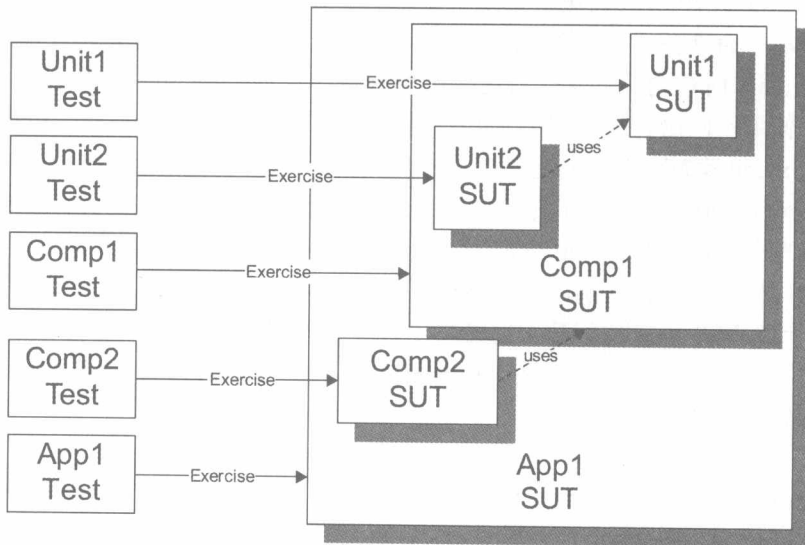 Unit1
Test
Exercise
Unit1
SUT
Unit2
Test
Exercise
Unit2
SUT
uses
Comp1
Test
Exercise
Comp1
SUT
Comp2
Test
Exercise
Comp2
SUT
uses
App1
Test
Exercise
App1
SUT